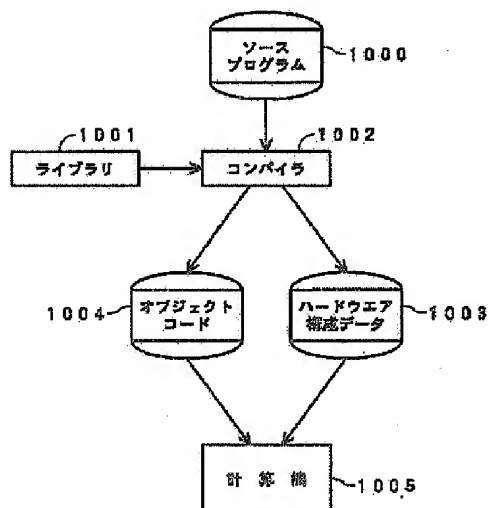 ソース
プログラム
1000
1001
1002
ライブラリ
コンパイラ
1004
オブジェクト
コード
ハードウエア
構成データ
1003
計算機
1005